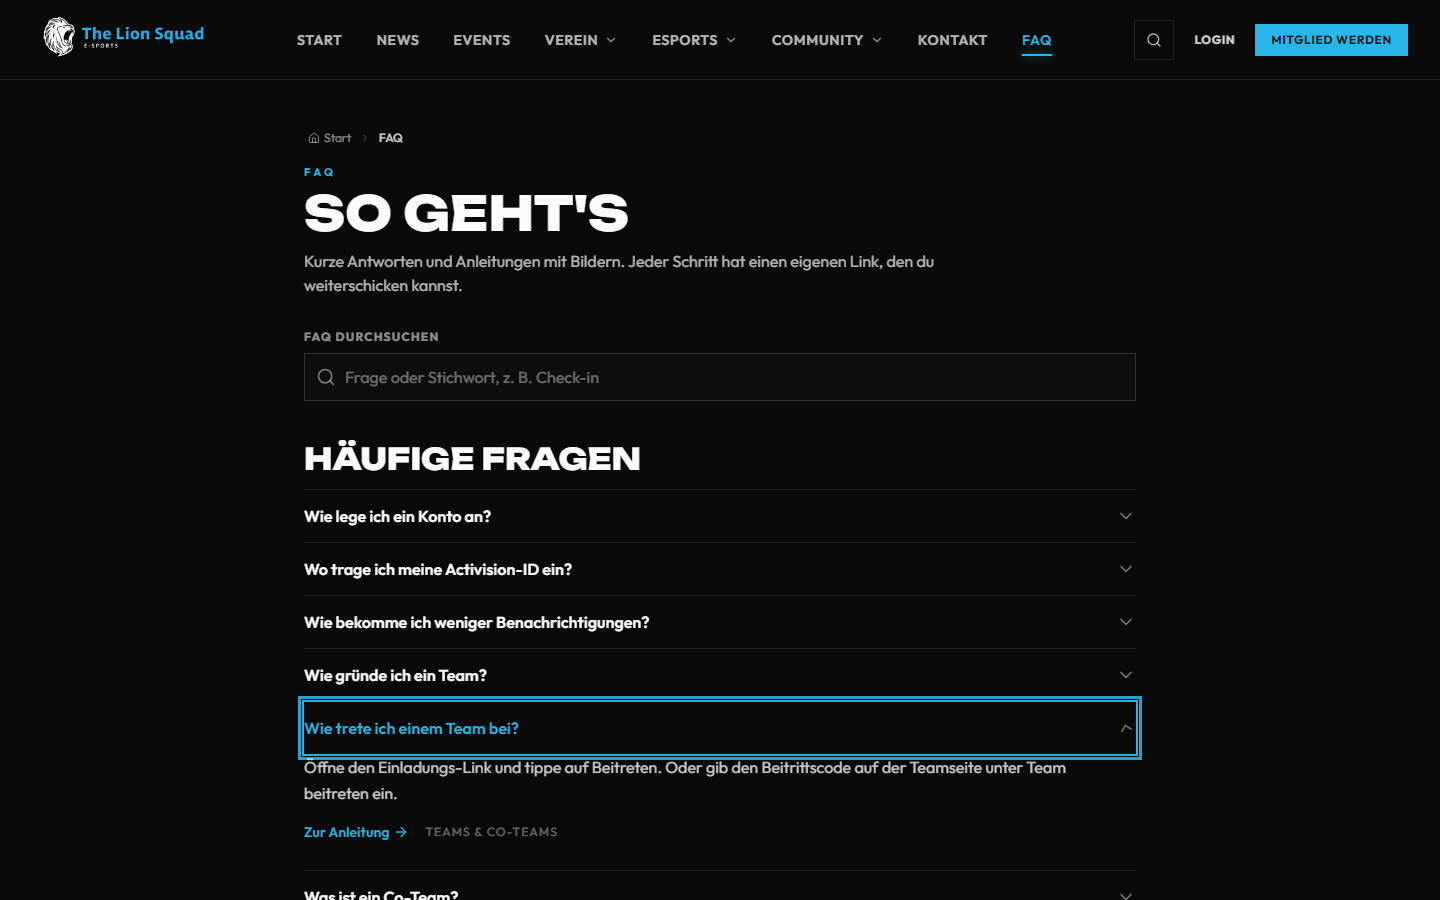 The Lion Squad
E-SPORTS
START
NEWS
EVENTS
VEREIN
ESPORTS
COMMUNITY
KONTAKT
FAQ
LOGIN
MITGLIED WERDEN
Start
FAQ
FAQ
SO GEHT'S
Kurze Antworten und Anleitungen mit Bildern. Jeder Schritt hat einen eigenen Link, den du
weiterschicken kannst.
FAQ DURCHSUCHEN
Frage oder Stichwort, z. B. Check-in
HÄUFIGE FRAGEN
Wie lege ich ein Konto an?
Wo trage ich meine Activision-ID ein?
Wie bekomme ich weniger Benachrichtigungen?
Wie gründe ich ein Team?
Wie trete ich einem Team bei?
Öffne den Einladungs-Link und tippe auf Beitreten. Oder gib den Beitrittscode auf der Teamseite unter Team
beitreten ein.
Zur Anleitung
TEAMS & CO-TEAMS
Was ist ein Co-Team?